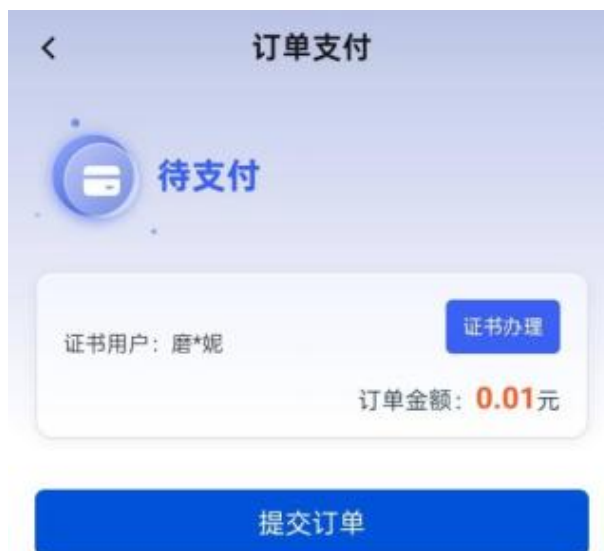 订单支付
待支付
证书办理
证书用户：磨*妮
订单金额：0.01元
提交订单